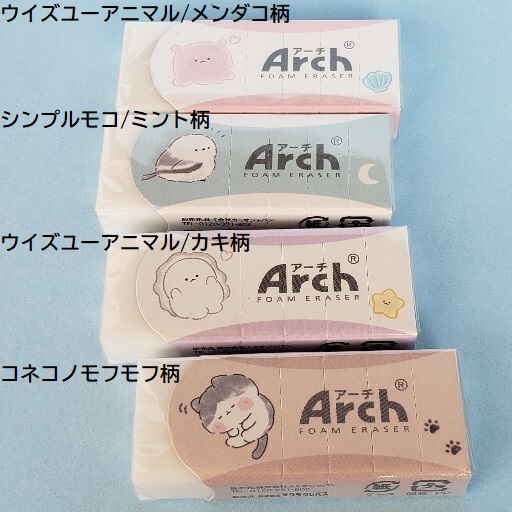 ウイズユーアニマル/メンダコ柄
アーチ
Arch®
FOAM ERASER
シンプルモコ/ミント柄
アーチ
Arch®
FOAM ERASER
紙
ウイズユーアニマル/カキ柄
アーチ
Arch®
FOAM ERASER
コネコノモフモフ柄
アーチ
Arch®
FOAM ERASER
紙